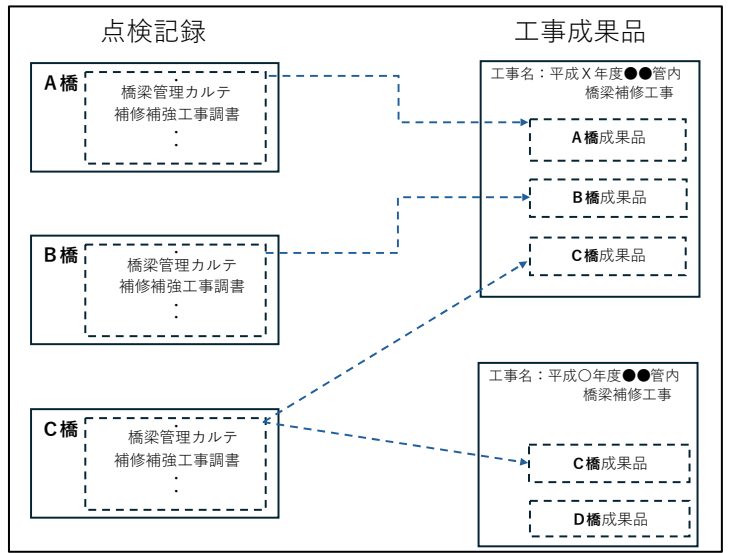 点検記録
工事成果品
A橋
・
橋梁管理カルテ
補修補強工事調書
・
・
B橋
・
橋梁管理カルテ
補修補強工事調書
・
・
C橋
・
橋梁管理カルテ
補修補強工事調書
・
・
工事名：平成X年度●●管内
橋梁補修工事
A橋成果品
B橋成果品
C橋成果品
工事名：平成〇年度●●管内
橋梁補修工事
C橋成果品
D橋成果品